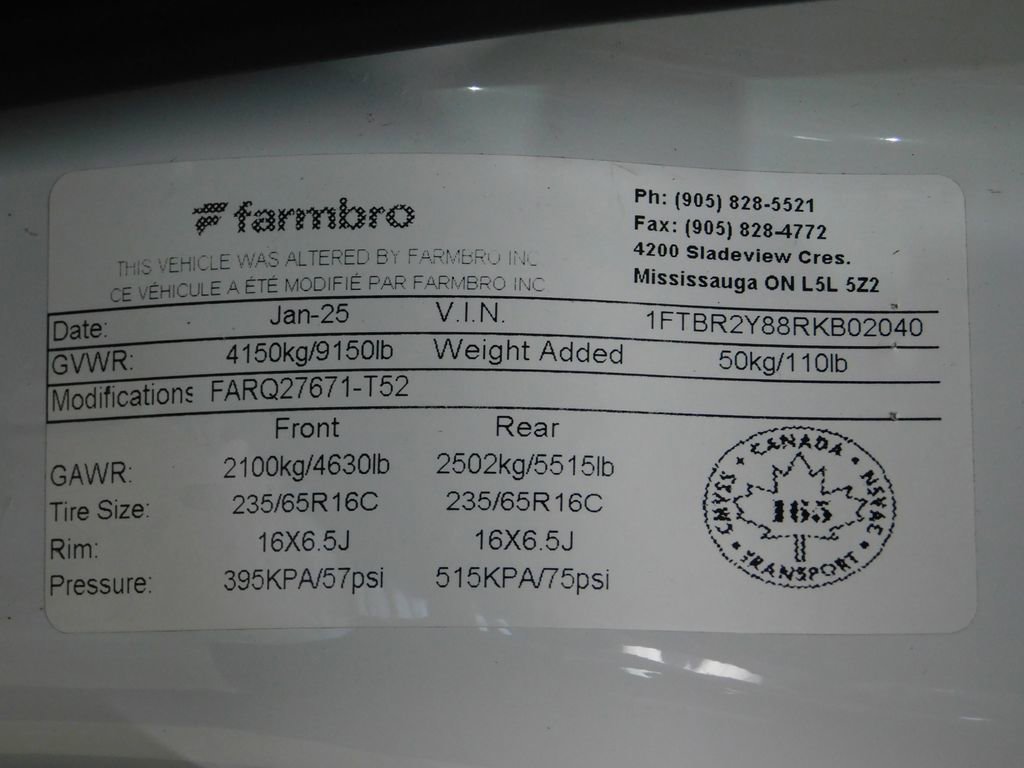 farmbro
THIS VEHICLE WAS ALTERED BY FARMBRO INC
CE VÉHICULE A ÉTÉ MODIFIÉ PAR FARMBRO INC
Ph: (905) 828-5521
Fax: (905) 828-4772
4200 Sladeview Cres.
Mississauga ON L5L 5Z2
Date: Jan-25 V.I.N. 1FTBR2Y88RKB02040
GVWR: 4150kg/9150lb Weight Added 50kg/110lb
Modifications FARQ27671-T52
Front Rear
GAWR: 2100kg/4630lb 2502kg/5515lb
Tire Size: 235/65R16C 235/65R16C
Rim: 16X6.5J 16X6.5J
Pressure: 395KPA/57psi 515KPA/75psi
CANADA
CMVSS 165 NSVAC
TRANSPORT